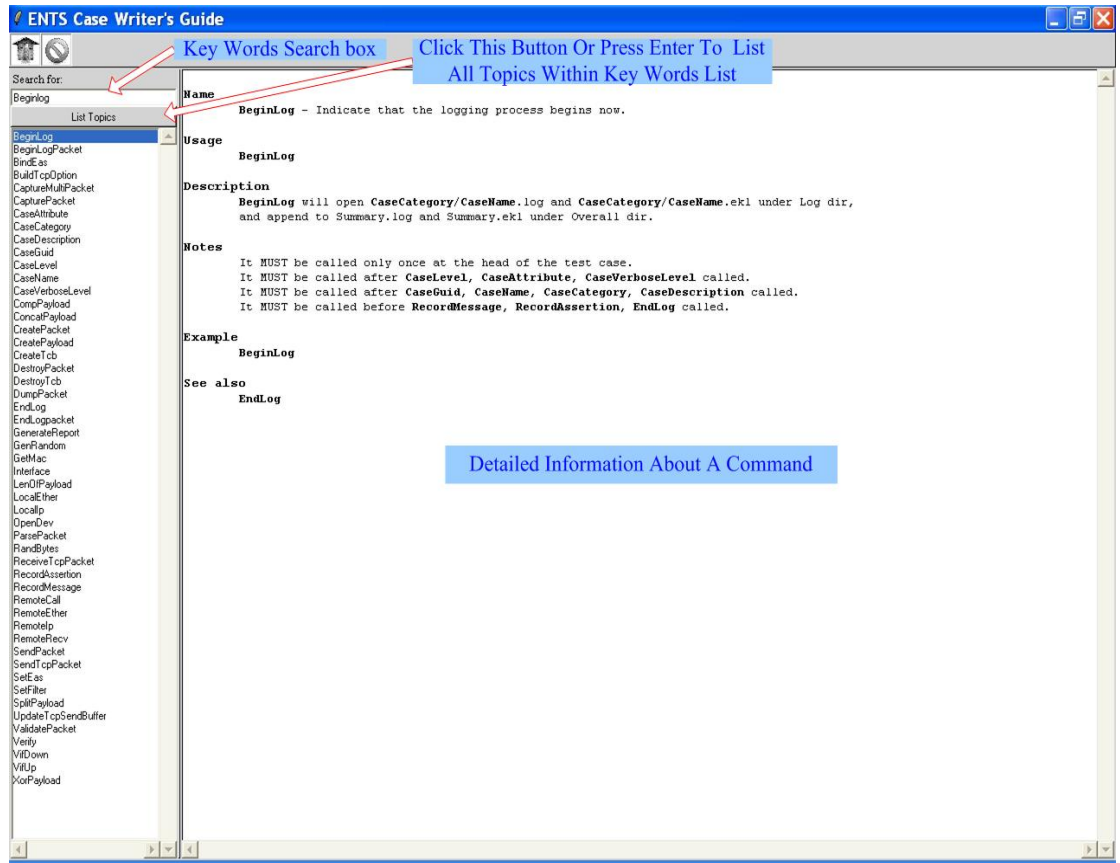 ENTS Case Writer's Guide
Key Words Search box
Click This Button Or Press Enter To List
All Topics Within Key Words List
Search for:
Beginlog
List Topics
BeginLog
BeginLogPacket
BindEas
BuildTcpOption
CaptureMultiPacket
CapturePacket
CaseAttribute
CaseCategory
CaseDescription
CaseGuid
CaseLevel
CaseName
CaseVerboseLevel
CompPayload
ConcatPayload
CreatePacket
CreatePayload
CreateTcb
DestroyPacket
DestroyTcb
DumpPacket
EndLog
EndLogpacket
GenerateReport
GenRandom
GetMac
Interface
LenOfPayload
LocalEther
LocalIp
OpenDev
ParsePacket
RandBytes
ReceiveTcpPacket
RecordAssertion
RecordMessage
RemoteCall
RemoteEther
RemoteIp
RemoteRecv
SendPacket
SendTcpPacket
SetEas
SetFilter
SplitPayload
UpdateTcpSendBuffer
ValidatePacket
Verify
VifDown
VifUp
XorPayload
Name
BeginLog - Indicate that the logging process begins now.
Usage
BeginLog
Description
BeginLog will open CaseCategory/CaseName.log and CaseCategory/CaseName.ekl under Log dir,
and append to Summary.log and Summary.ekl under Overall dir.
Notes
It MUST be called only once at the head of the test case.
It MUST be called after CaseLevel, CaseAttribute, CaseVerboseLevel called.
It MUST be called after CaseGuid, CaseName, CaseCategory, CaseDescription called.
It MUST be called before RecordMessage, RecordAssertion, EndLog called.
Example
BeginLog
See also
EndLog
Detailed Information About A Command